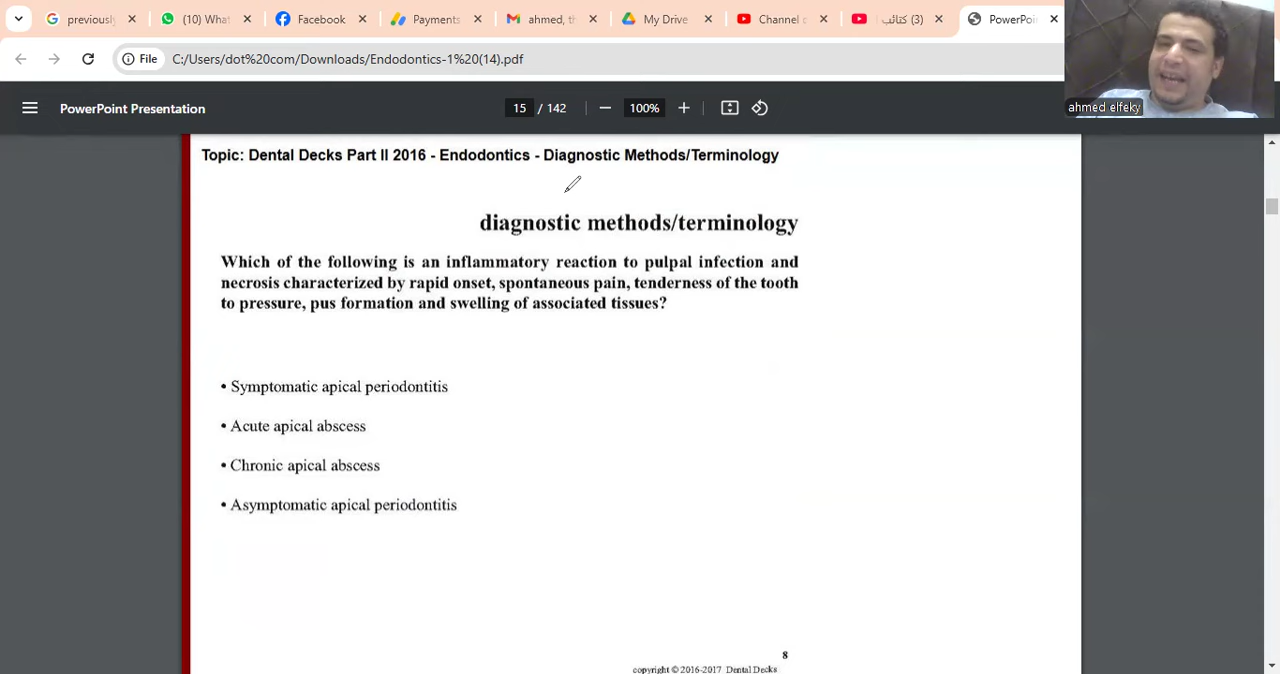 previously
(10) What
Facebook
Payments
ahmed, th
My Drive
Channel c
(3) كتائب
PowerPoin
File
C:/Users/dot%20com/Downloads/Endodontics-1%20(14).pdf
ahmed elfeky
PowerPoint Presentation
15 / 142
100%
Topic: Dental Decks Part II 2016 - Endodontics - Diagnostic Methods/Terminology
diagnostic methods/terminology
Which of the following is an inflammatory reaction to pulpal infection and
necrosis characterized by rapid onset, spontaneous pain, tenderness of the tooth
to pressure, pus formation and swelling of associated tissues?
• Symptomatic apical periodontitis
• Acute apical abscess
• Chronic apical abscess
• Asymptomatic apical periodontitis
8
copyright © 2016-2017 Dental Decks